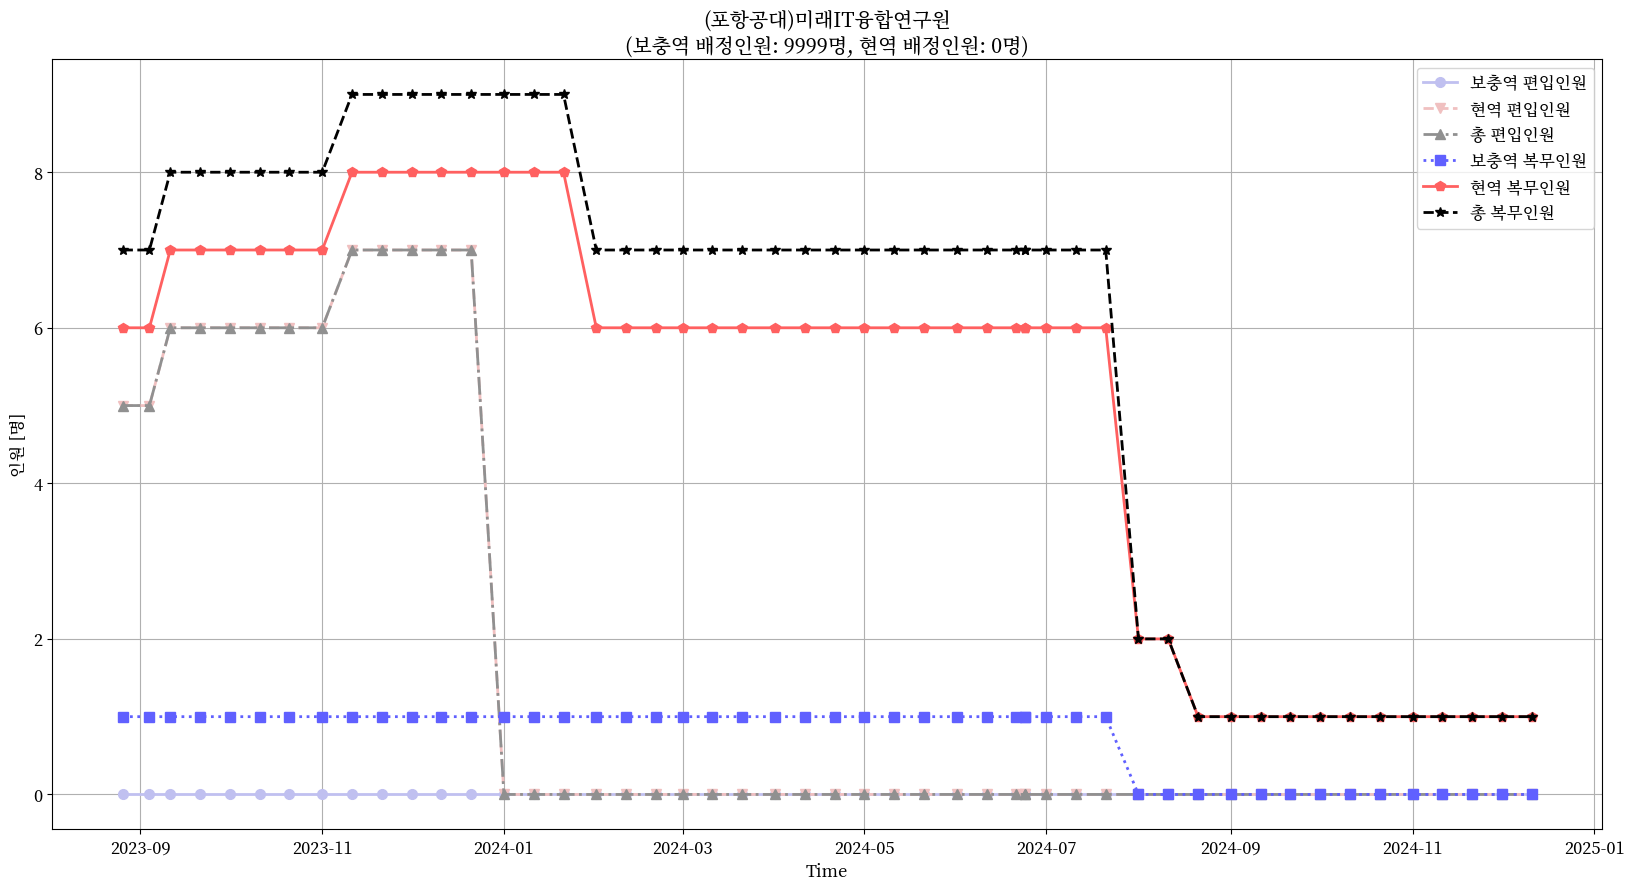 (포항공대)미래IT융합연구원
(보충역 배정인원: 9999명, 현역 배정인원: 0명)
보충역 편입인원
현역 편입인원
총 편입인원
보충역 복무인원
현역 복무인원
총 복무인원
인원 [명]
8
6
4
2
0
2023-09
2023-11
2024-01
2024-03
2024-05
2024-07
2024-09
2024-11
2025-01
Time